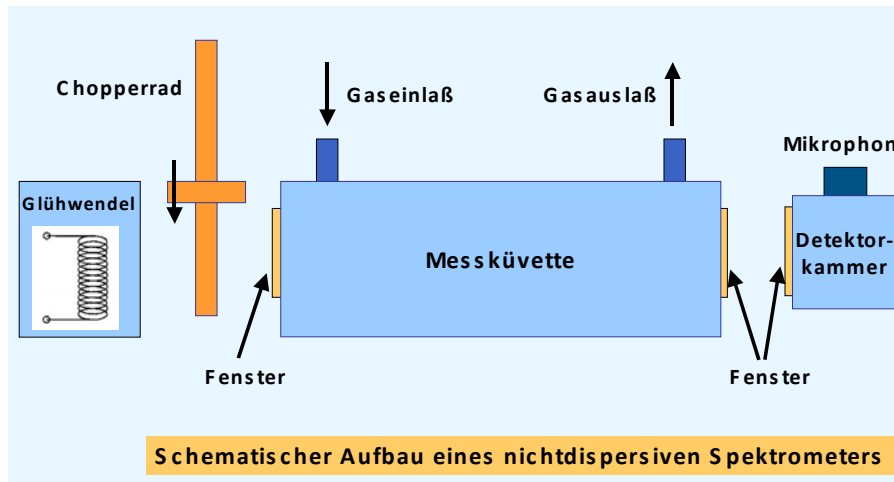 Chopperrad
Gaseinlaß
Gasauslaß
Mikrophon
Glühwendel
Messküvette
Detektor-
kammer
Fenster
Fenster
Schematischer Aufbau eines nichtdispersiven Spektrometers